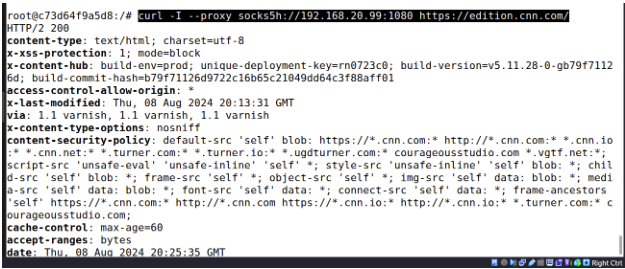 root@c73d64f9a5d8:/# curl -I --proxy socks5h://192.168.20.99:1080 https://edition.cnn.com/
HTTP/2 200
content-type: text/html; charset=utf-8
x-xss-protection: 1; mode=block
x-content-hub: build-env=prod; unique-deployment-key=rn0723c0; build-version=v5.11.28-0-gb79f7112
6d; build-commit-hash=b79f71126d9722c16b65c21049dd64c3f88aff01
access-control-allow-origin: *
x-last-modified: Thu, 08 Aug 2024 20:13:31 GMT
via: 1.1 varnish, 1.1 varnish, 1.1 varnish
x-content-type-options: nosniff
content-security-policy: default-src 'self' blob: https://*.cnn.com:* http://*.cnn.com:* *.cnn.io
:* *.cnn.net:* *.turner.com:* *.turner.io:* *.ugdturner.com:* courageousstudio.com *.vgtf.net:*;
script-src 'unsafe-eval' 'unsafe-inline' 'self' *; style-src 'unsafe-inline' 'self' blob: *; chil
d-src 'self' blob: *; frame-src 'self' *; object-src 'self' *; img-src 'self' data: blob: *; medi
a-src 'self' data: blob: *; font-src 'self' data: *; connect-src 'self' data: *; frame-ancestors
'self' https://*.cnn.com:* http://*.cnn.com https://*.cnn.io:* http://*.cnn.io:* *.turner.com:* c
ourageousstudio.com;
cache-control: max-age=60
accept-ranges: bytes
date: Thu, 08 Aug 2024 20:25:35 GMT
Right Ctrl